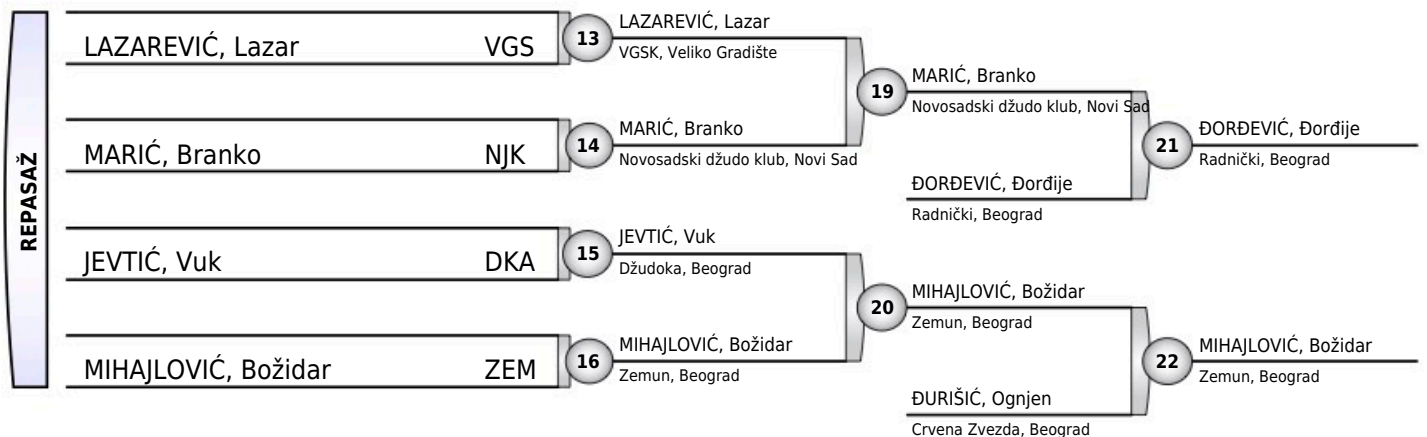 REPASAŽ
LAZAREVIĆ, Lazar VGS
MARIĆ, Branko NJK
JEVTIĆ, Vuk DKA
MIHAJLOVIĆ, Božidar ZEM
13
LAZAREVIĆ, Lazar
VGSK, Veliko Gradište
14
MARIĆ, Branko
Novosadski džudo klub, Novi Sad
15
JEVTIĆ, Vuk
Džudoka, Beograd
16
MIHAJLOVIĆ, Božidar
Zemun, Beograd
19
MARIĆ, Branko
Novosadski džudo klub, Novi Sad
ĐORĐEVIĆ, Đorđije
Radnički, Beograd
20
MIHAJLOVIĆ, Božidar
Zemun, Beograd
ĐURIŠIĆ, Ognjen
Crvena Zvezda, Beograd
21
ĐORĐEVIĆ, Đorđije
Radnički, Beograd
22
MIHAJLOVIĆ, Božidar
Zemun, Beograd